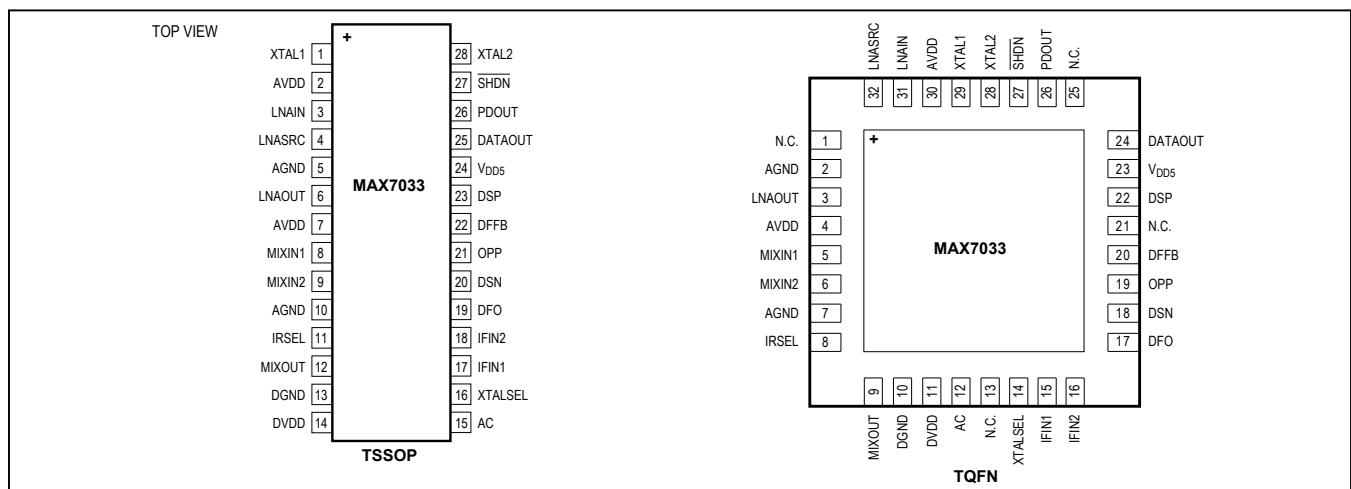 TOP VIEW
+
XTAL1 1
AVDD 2
LNAIN 3
LNASRC 4
AGND 5
LNAOUT 6
AVDD 7
MIXIN1 8
MIXIN2 9
AGND 10
IRSEL 11
MIXOUT 12
DGND 13
DVDD 14
MAX7033
28 XTAL2
27 S̅H̅D̅N̅
26 PDOUT
25 DATAOUT
24 VDD5
23 DSP
22 DFFB
21 OPP
20 DSN
19 DFO
18 IFIN2
17 IFIN1
16 XTALSEL
15 AC
TSSOP
LNASRC 32
LNAIN 31
AVDD 30
XTAL1 29
XTAL2 28
S̅H̅D̅N̅ 27
PDOUT 26
N.C. 25
+
N.C. 1
AGND 2
LNAOUT 3
AVDD 4
MIXIN1 5
MIXIN2 6
AGND 7
IRSEL 8
MAX7033
24 DATAOUT
23 VDD5
22 DSP
21 N.C.
20 DFFB
19 OPP
18 DSN
17 DFO
9 MIXOUT
10 DGND
11 DVDD
12 AC
13 N.C.
14 XTALSEL
15 IFIN1
16 IFIN2
TQFN